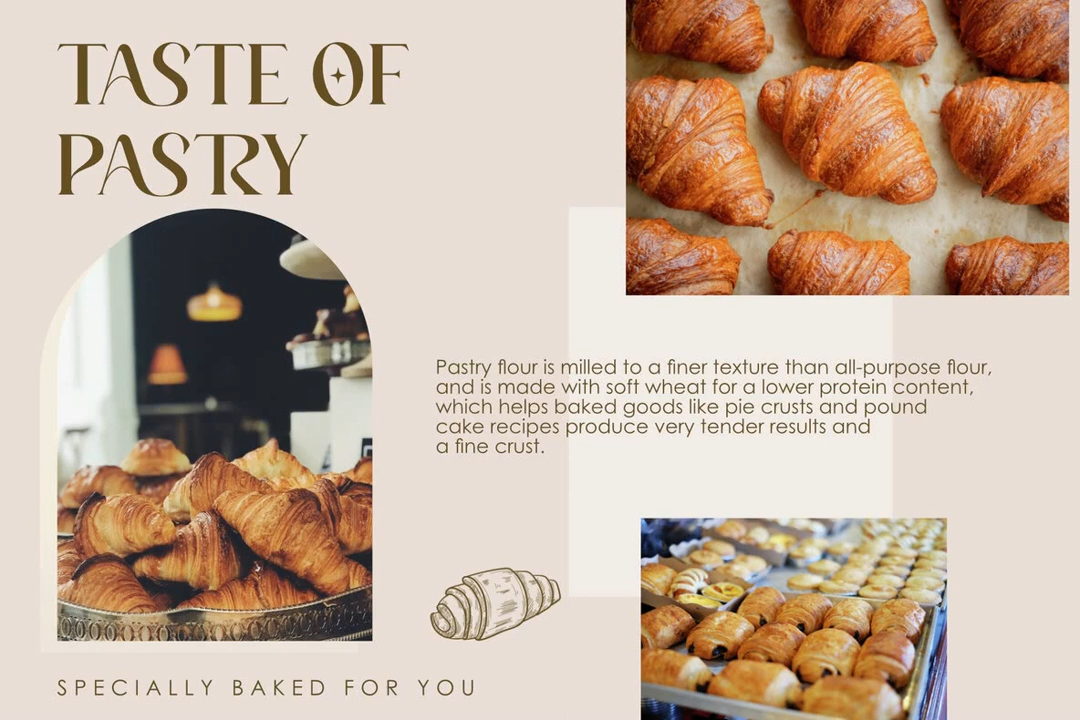 TASTE OF
PASTRY
Pastry flour is milled to a finer texture than all-purpose flour,
and is made with soft wheat for a lower protein content,
which helps baked goods like pie crusts and pound
cake recipes produce very tender results and
a fine crust.
SPECIALLY BAKED FOR YOU